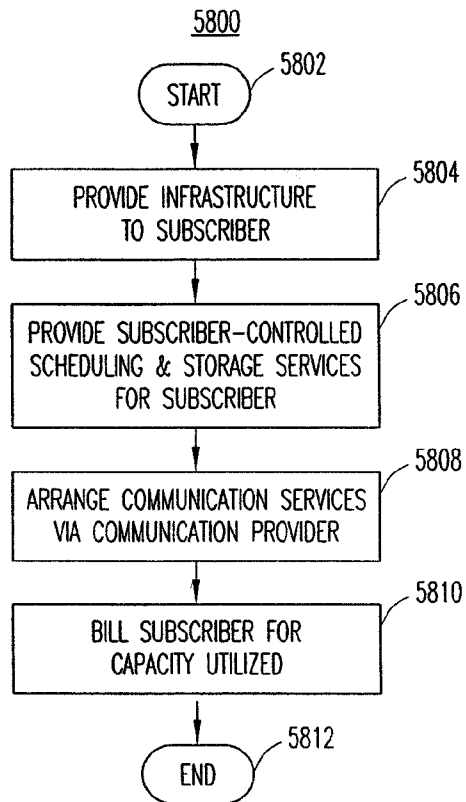 5800
5802
START
5804
PROVIDE INFRASTRUCTURE
TO SUBSCRIBER
5806
PROVIDE SUBSCRIBER-CONTROLLED
SCHEDULING & STORAGE SERVICES
FOR SUBSCRIBER
5808
ARRANGE COMMUNICATION SERVICES
VIA COMMUNICATION PROVIDER
5810
BILL SUBSCRIBER FOR
CAPACITY UTILIZED
5812
END